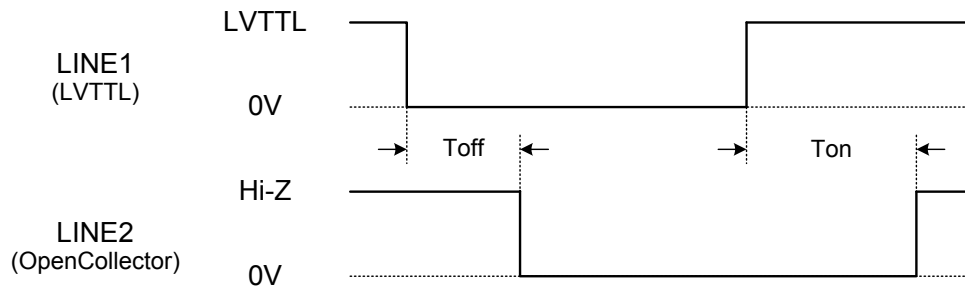 LVTTL
LINE1
(LVTTL)
0V
Toff
Ton
Hi-Z
LINE2
(OpenCollector)
0V